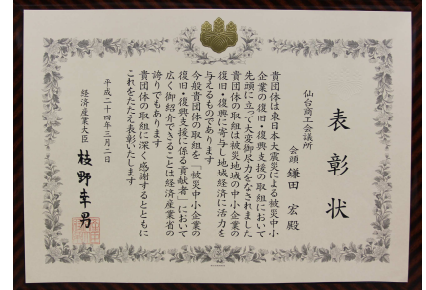 表彰状
仙台商工会議所
会頭 鎌田 宏 殿
貴団体は東日本大震災による被災中小
企業の復旧・復興支援の取組において
先頭に立って大変御尽力をなされました
貴団体の取組は被災地域の中小企業の
復旧・復興に寄与し地域経済に活力を
与えるものであります
今般貴団体の取組を「被災中小企業の
復旧・復興支援に係る貢献者」において
広く御紹介できることは経済産業省の
誇りでもあります
貴団体の取組に深く感謝するとともに
これをたたえ表彰いたします
平成二十四年三月二日
経済産業大臣 枝野幸男